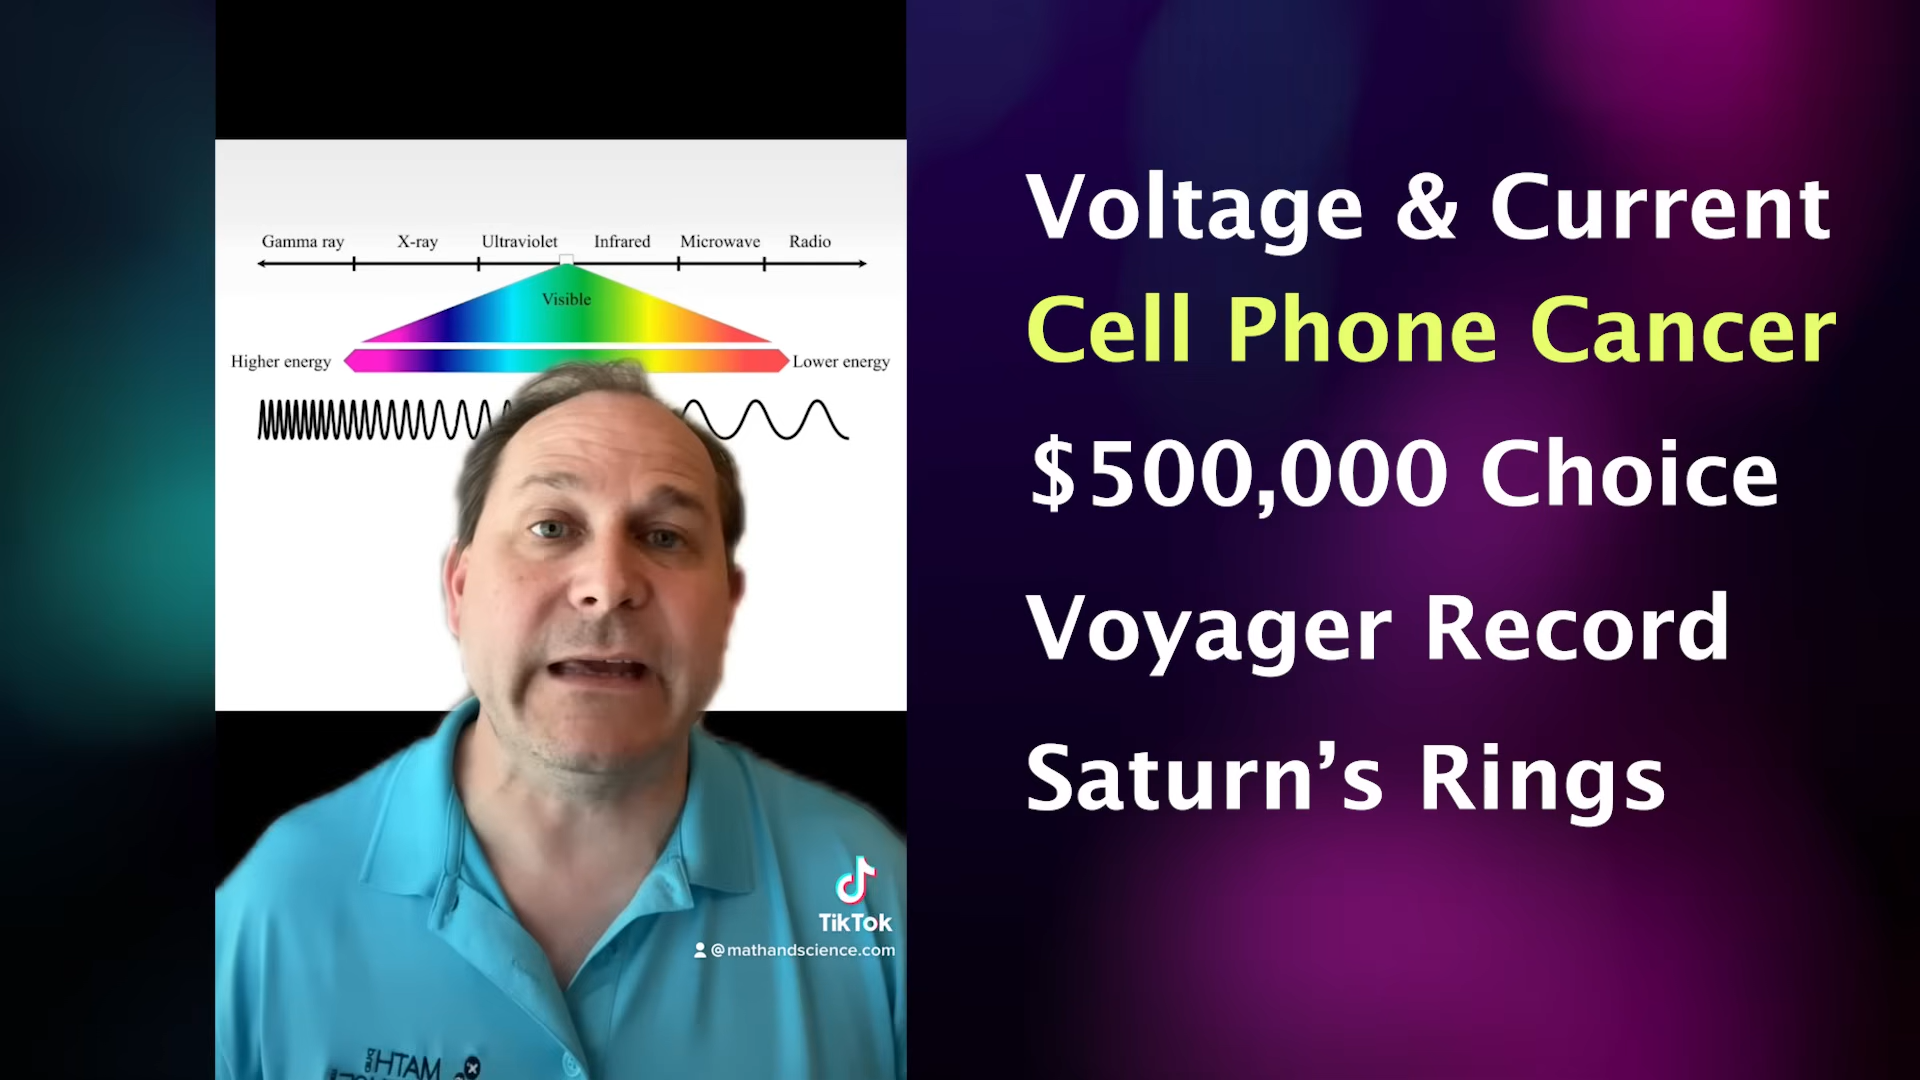 Gamma ray X-ray Ultraviolet Infrared Microwave Radio
Visible
Higher energy Lower energy
TikTok
@mathandscience.com
MATH
Voltage & Current
Cell Phone Cancer
$500,000 Choice
Voyager Record
Saturn’s Rings